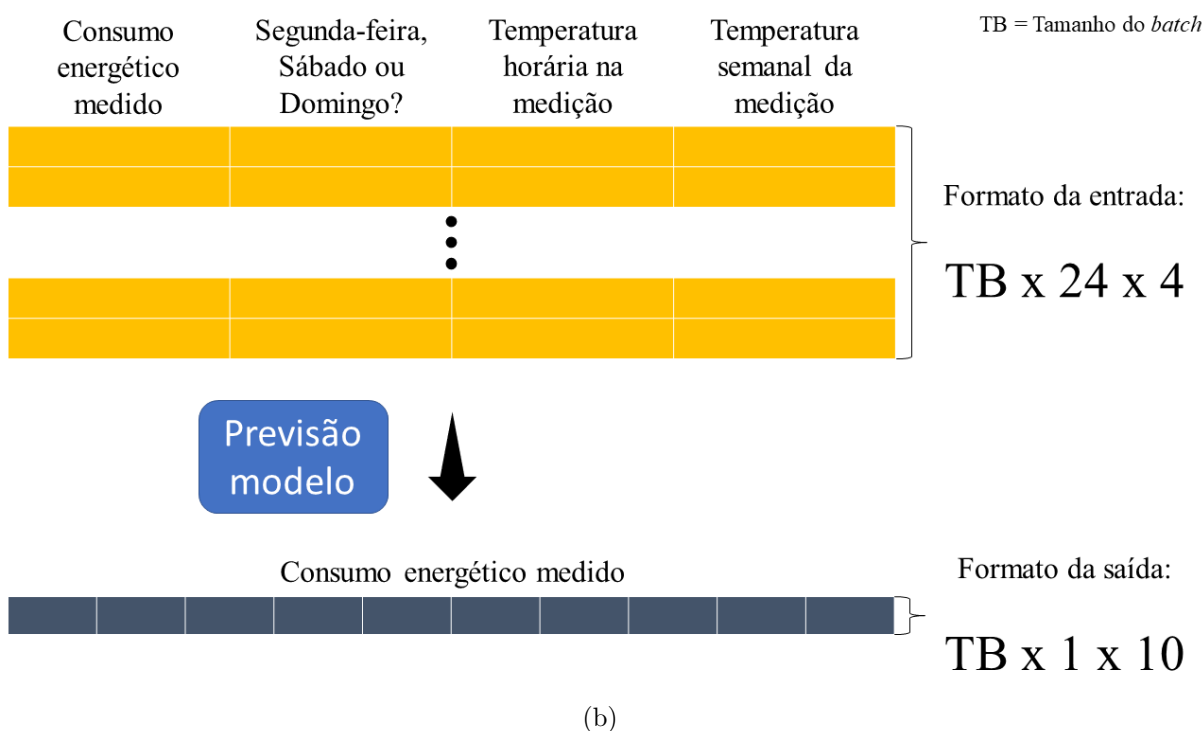 Consumo
energético
medido
Segunda-feira,
Sábado ou
Domingo?
Temperatura
horária na
medição
Temperatura
semanal da
medição
TB = Tamanho do batch
Formato da entrada:
TB x 24 x 4
Previsão
modelo
Consumo energético medido
Formato da saída:
TB x 1 x 10
(b)